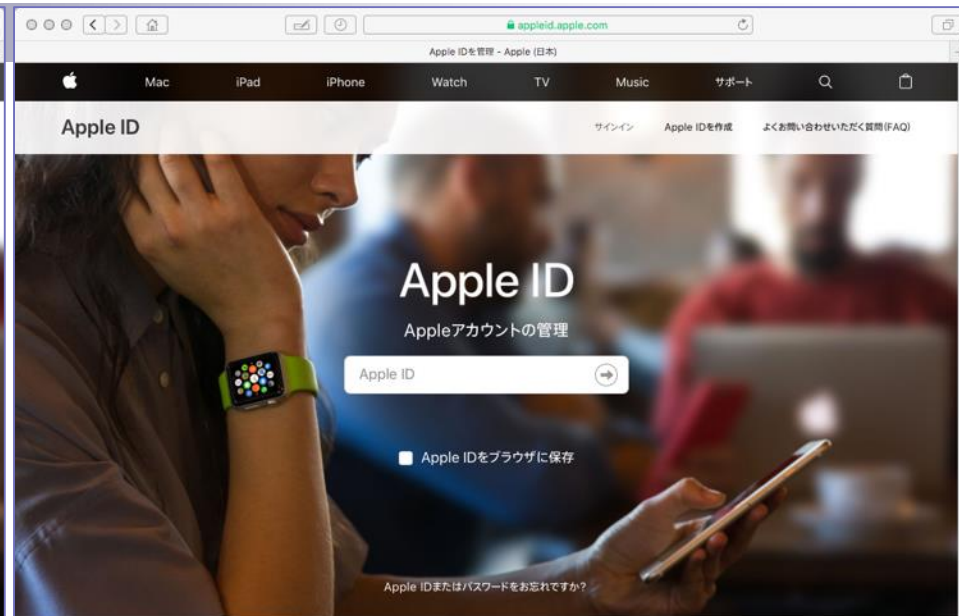 appleid.apple.com
Apple IDを管理 - Apple (日本)
Mac iPad iPhone Watch TV Music サポート
Apple ID サインイン Apple IDを作成 よくお問い合わせいただく質問(FAQ)
Apple ID
Appleアカウントの管理
Apple ID
Apple IDをブラウザに保存
Apple IDまたはパスワードをお忘れですか?